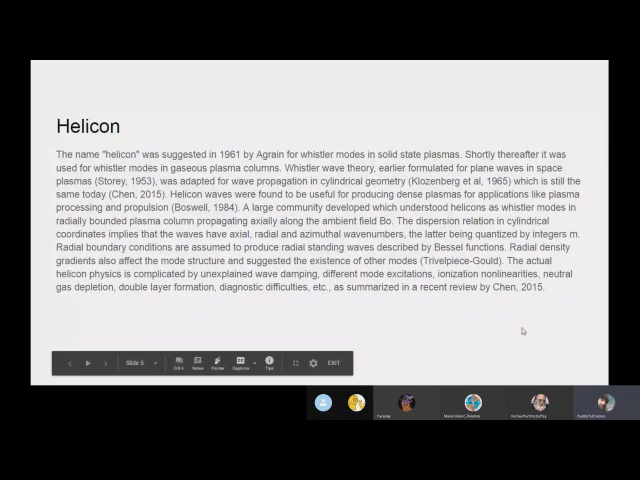 Helicon
The name "helicon" was suggested in 1961 by Agrain for whistler modes in solid state plasmas. Shortly thereafter it was
used for whistler modes in gaseous plasma columns. Whistler wave theory, earlier formulated for plane waves in space
plasmas (Storey, 1953), was adapted for wave propagation in cylindrical geometry (Klozenberg et al, 1965) which is still the
same today (Chen, 2015). Helicon waves were found to be useful for producing dense plasmas for applications like plasma
processing and propulsion (Boswell, 1984). A large community developed which understood helicons as whistler modes in
radially bounded plasma column propagating axially along the ambient field Bo. The dispersion relation in cylindrical
coordinates implies that the waves have axial, radial and azimuthal wavenumbers, the latter being quantized by integers m.
Radial boundary conditions are assumed to produce radial standing waves described by Bessel functions. Radial density
gradients also affect the mode structure and suggested the existence of other modes (Trivelpiece-Gould). The actual
helicon physics is complicated by unexplained wave damping, different mode excitations, ionization nonlinearities, neutral
gas depletion, double layer formation, diagnostic difficulties, etc., as summarized in a recent review by Chen, 2015.
Slide 5
Q&A
Notes
Pointer
Captions
Tips
EXIT
Faraday